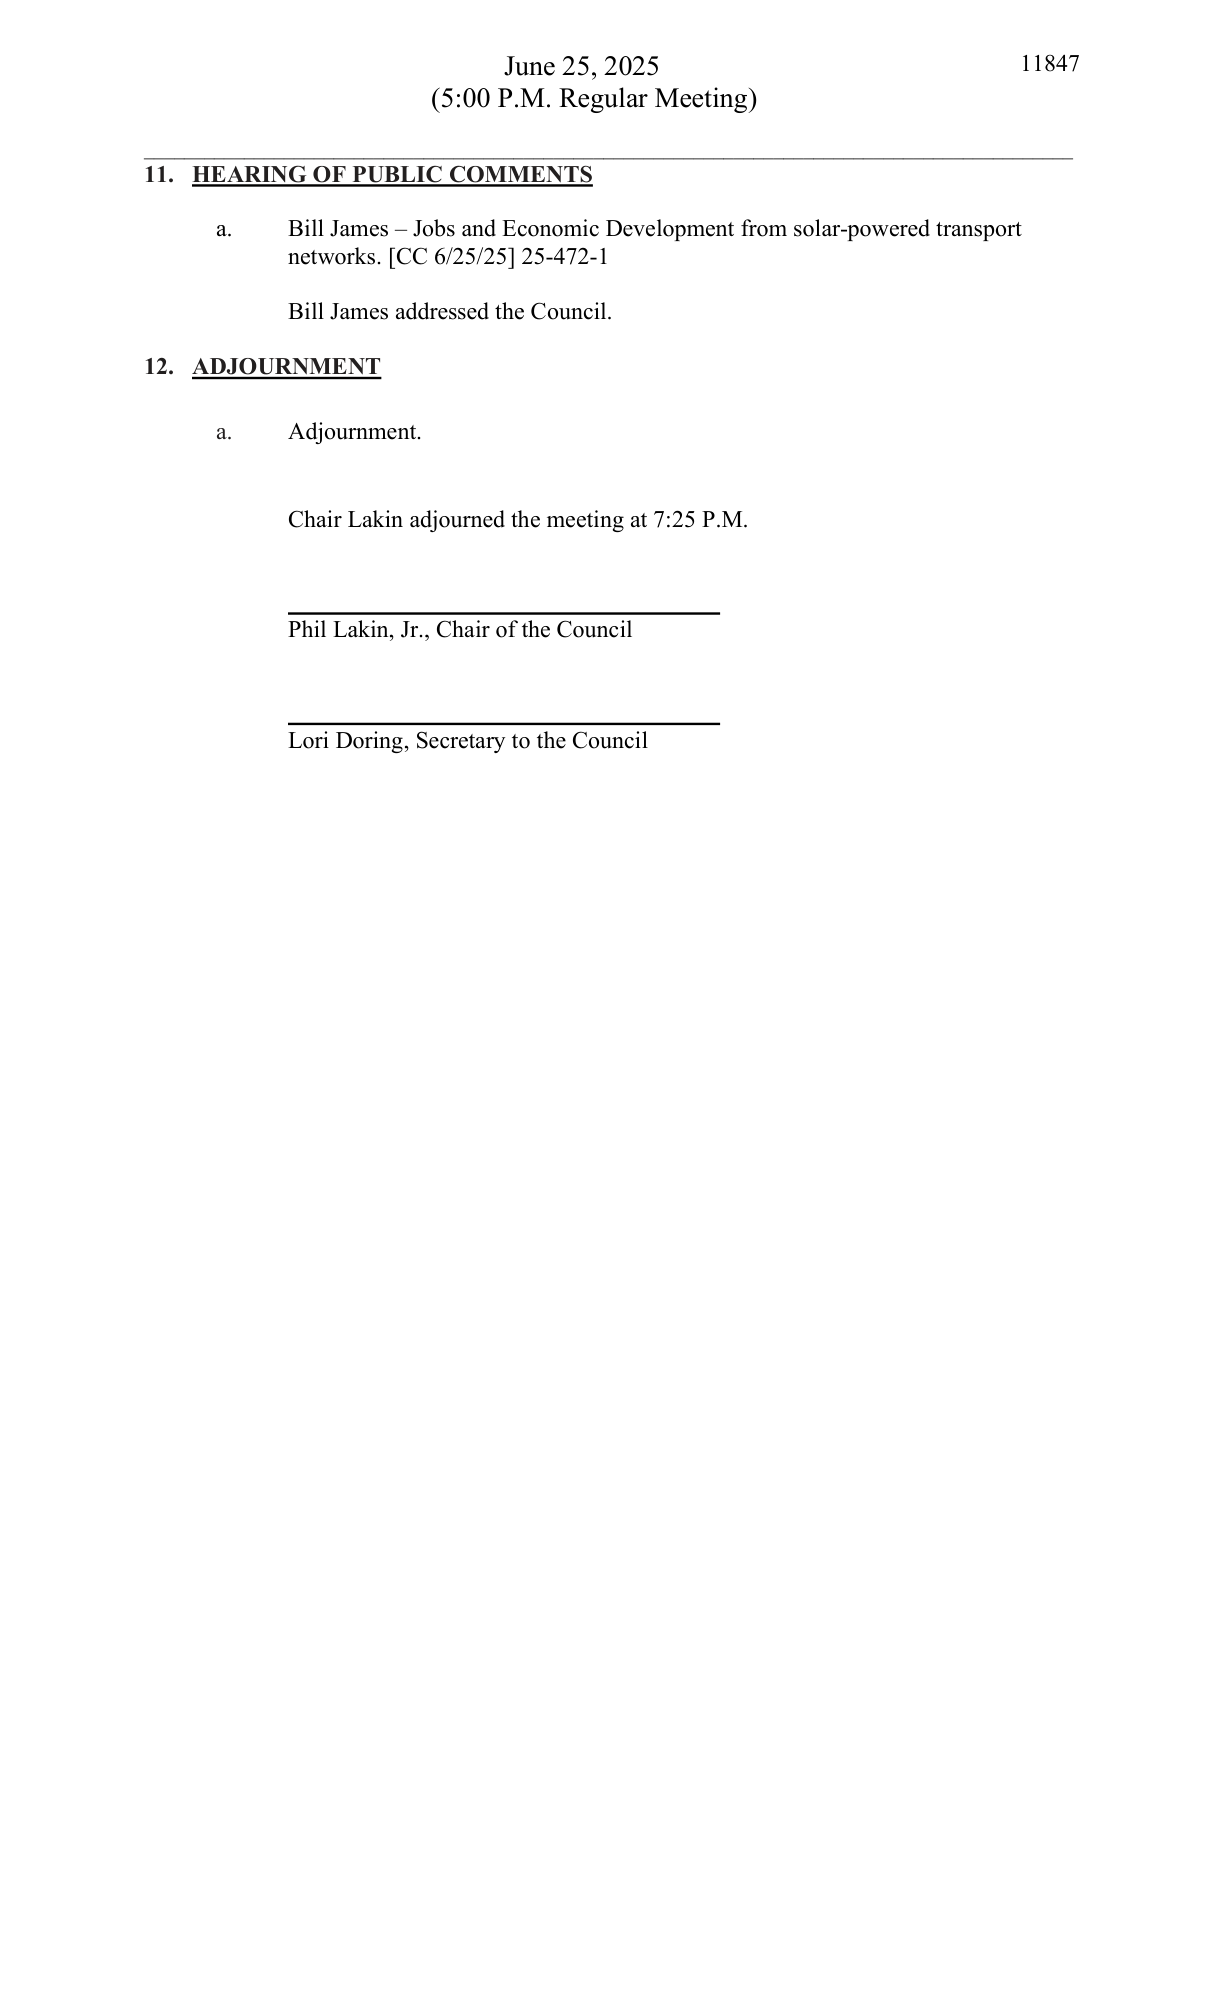 June 25, 2025
11847
(5:00 P.M. Regular Meeting)
11. HEARING OF PUBLIC COMMENTS
a. Bill James – Jobs and Economic Development from solar-powered transport
networks. [CC 6/25/25] 25-472-1
Bill James addressed the Council.
12. ADJOURNMENT
a. Adjournment.
Chair Lakin adjourned the meeting at 7:25 P.M.
Phil Lakin, Jr., Chair of the Council
Lori Doring, Secretary to the Council